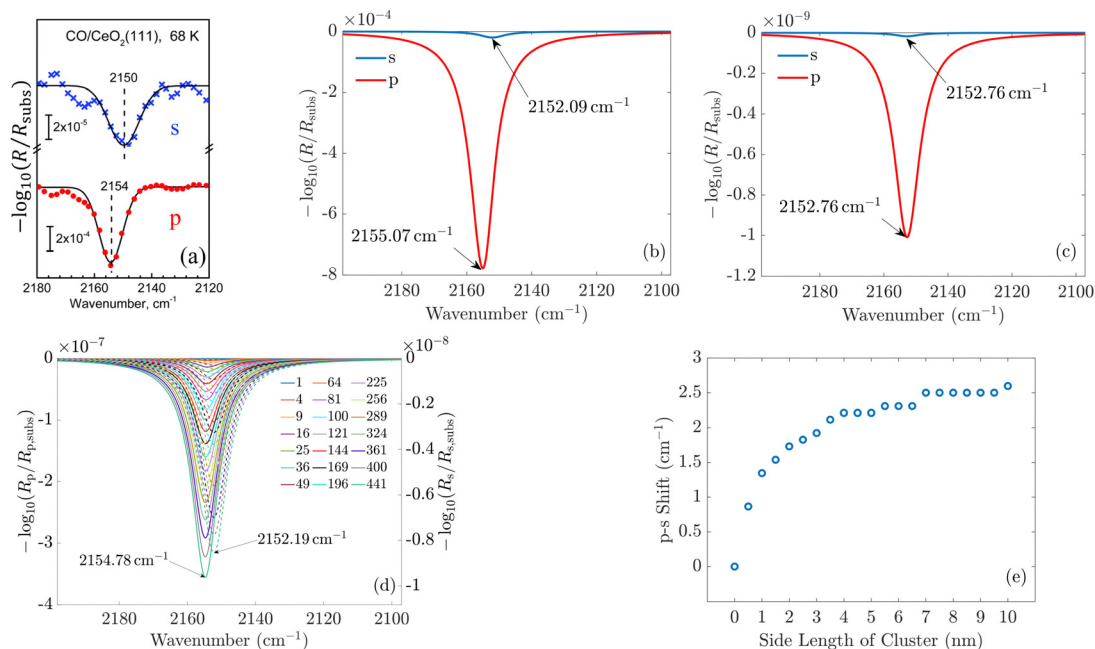 CO/CeO₂(111), 68 K
2150
2x10⁻⁵
s
2154
2x10⁻⁴
p
(a)
−log₁₀(R/R_subs)
2180 2160 2140 2120
Wavenumber, cm⁻¹
×10⁻⁴
0
-2
-4
-6
-8
s
p
2152.09 cm⁻¹
2155.07 cm⁻¹
(b)
−log₁₀(R/R_subs)
2180 2160 2140 2120 2100
Wavenumber (cm⁻¹)
×10⁻⁹
0
-0.2
-0.4
-0.6
-0.8
-1
-1.2
s
p
2152.76 cm⁻¹
2152.76 cm⁻¹
(c)
−log₁₀(R/R_subs)
2180 2160 2140 2120 2100
Wavenumber (cm⁻¹)
×10⁻⁷
0
-1
-2
-3
-4
−log₁₀(R_p/R_p,subs)
×10⁻⁸
0
-0.2
-0.4
-0.6
-0.8
-1
−log₁₀(R_s/R_s,subs)
1 64 225
4 81 256
9 100 289
16 121 324
25 144 361
36 169 400
49 196 441
2152.19 cm⁻¹
2154.78 cm⁻¹
(d)
2180 2160 2140 2120 2100
Wavenumber (cm⁻¹)
3
2.5
2
1.5
1
0.5
0
p-s Shift (cm⁻¹)
(e)
0 1 2 3 4 5 6 7 8 9 10
Side Length of Cluster (nm)